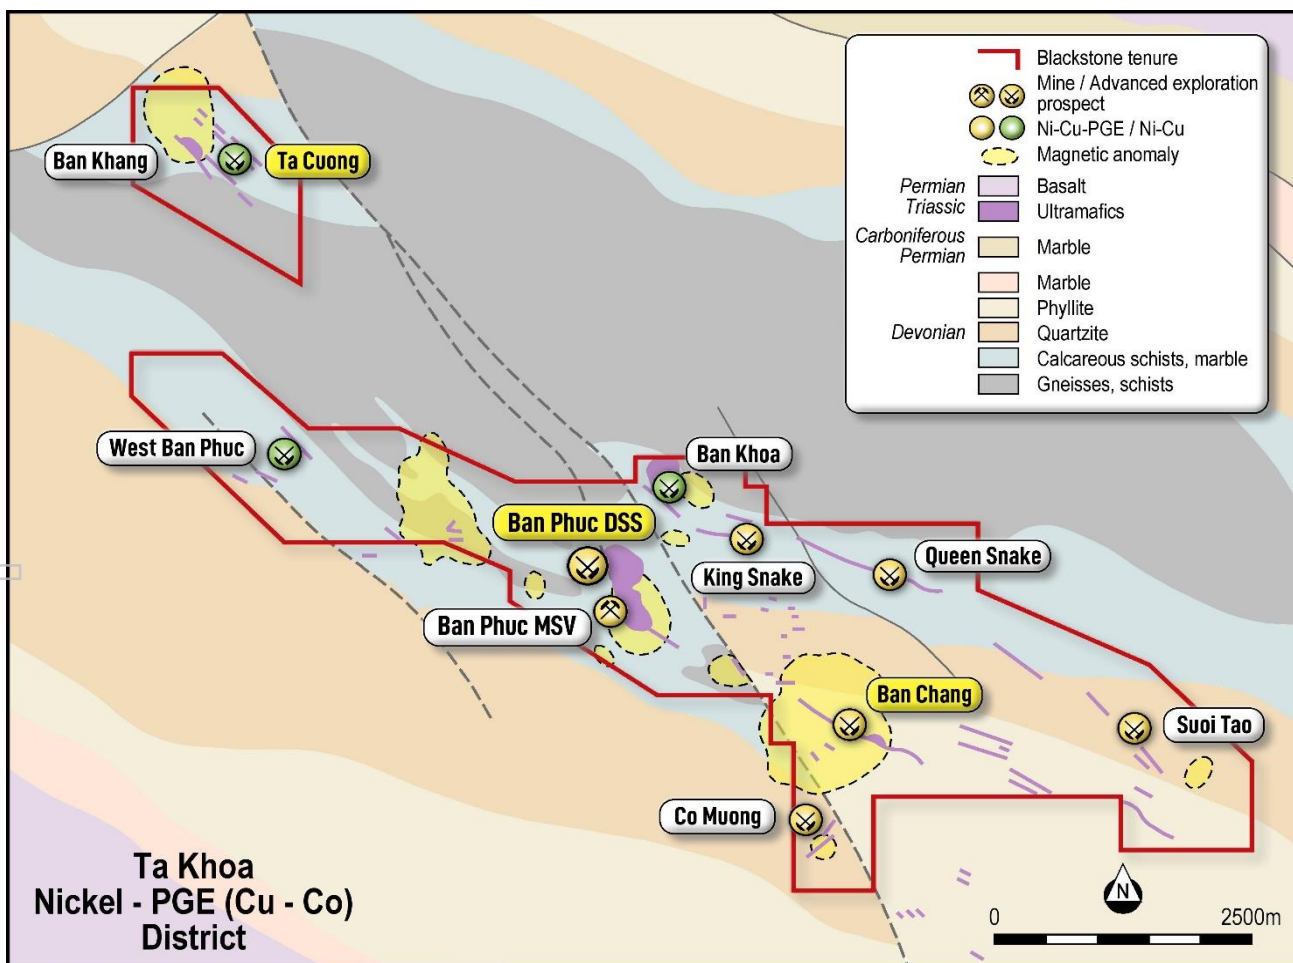 Blackstone tenure
Mine / Advanced exploration
prospect
Ni-Cu-PGE / Ni-Cu
Magnetic anomaly
Permian
Triassic
Basalt
Ultramafics
Carboniferous
Permian
Marble
Marble
Phyllite
Devonian
Quartzite
Calcareous schists, marble
Gneisses, schists
Ban Khang
Ta Cuong
West Ban Phuc
Ban Khoa
Ban Phuc DSS
King Snake
Queen Snake
Ban Phuc MSV
Ban Chang
Suoi Tao
Co Muong
Ta Khoa
Nickel - PGE (Cu - Co)
District
N
0
2500m